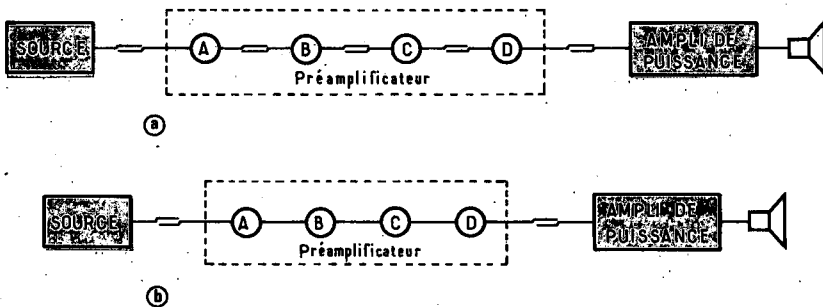 SOURCE
A B C D
AMPLI DE
PUISSANCE
Préamplificateur
a
SOURCE
A B C D
AMPLI DE
PUISSANCE
Préamplificateur
b